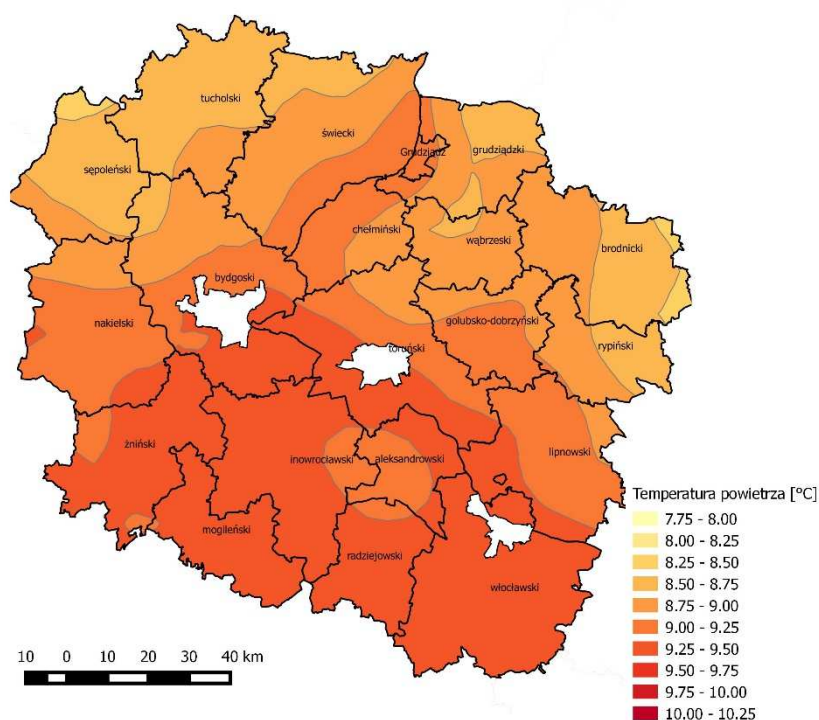 tucholski
świecki
sępoleński
Grudziądz
grudziądzki
chełmiński
wąbrzeski
brodnicki
bydgoski
nakielski
golubsko-dobrzyński
toruński
rypiński
żniński
inowrocławski
aleksandrowski
lipnowski
mogileński
radziejowski
włocławski
Temperatura powietrza [°C]
7.75 - 8.00
8.00 - 8.25
8.25 - 8.50
8.50 - 8.75
8.75 - 9.00
9.00 - 9.25
9.25 - 9.50
9.50 - 9.75
9.75 - 10.00
10.00 - 10.25
10 0 10 20 30 40 km